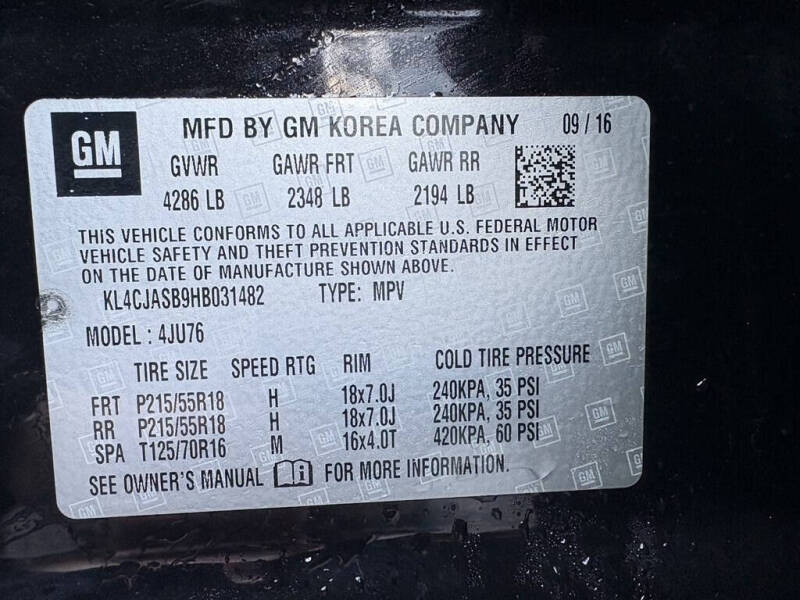 GM
MFD BY GM KOREA COMPANY 09 / 16
GVWR GAWR FRT GAWR RR
4286 LB 2348 LB 2194 LB
THIS VEHICLE CONFORMS TO ALL APPLICABLE U.S. FEDERAL MOTOR
VEHICLE SAFETY AND THEFT PREVENTION STANDARDS IN EFFECT
ON THE DATE OF MANUFACTURE SHOWN ABOVE.
KL4CJASB9HB031482 TYPE: MPV
MODEL : 4JU76
TIRE SIZE SPEED RTG RIM COLD TIRE PRESSURE
FRT P215/55R18 H 18x7.0J 240KPA, 35 PSI
RR P215/55R18 H 18x7.0J 240KPA, 35 PSI
SPA T125/70R16 M 16x4.0T 420KPA, 60 PSI
SEE OWNER'S MANUAL i FOR MORE INFORMATION.